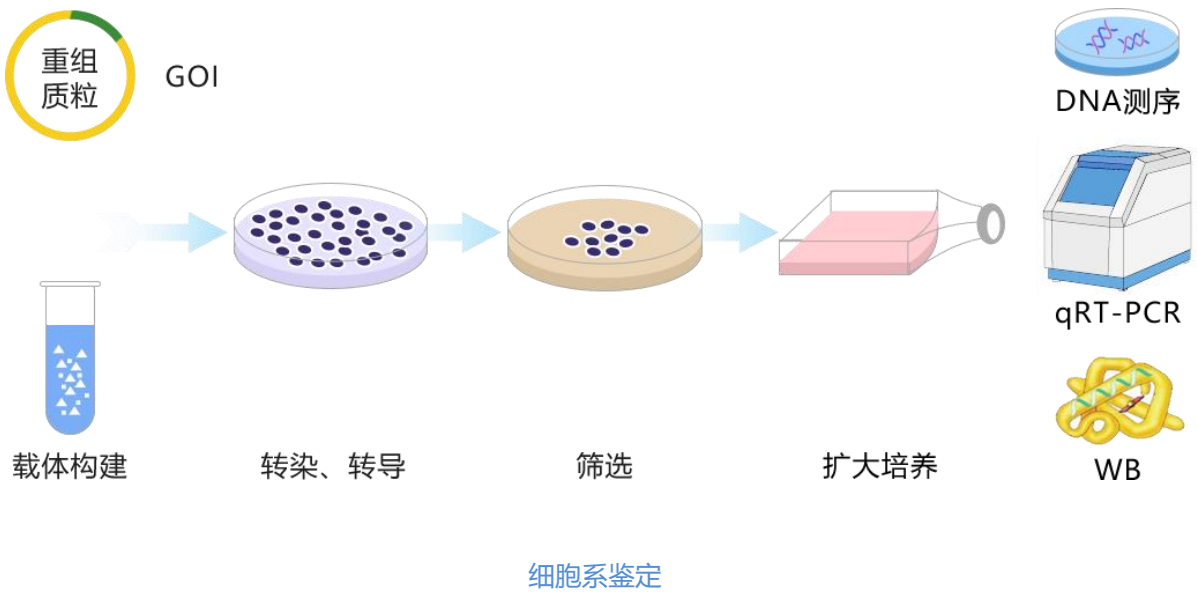 重组
质粒
GOI
DNA测序
qRT-PCR
载体构建
转染、转导
筛选
扩大培养
WB
细胞系鉴定